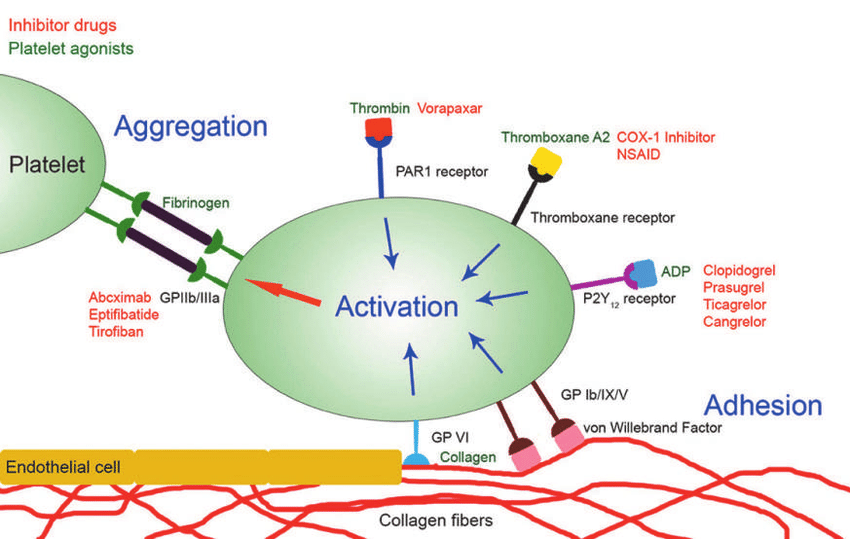 Inhibitor drugs
Platelet agonists
Aggregation
Platelet
Fibrinogen
Abcximab
Eptifibatide
Tirofiban
GPIIb/IIIa
Thrombin Vorapaxar
PAR1 receptor
Thromboxane A2
COX-1 Inhibitor
NSAID
Thromboxane receptor
ADP
P2Y12 receptor
Clopidogrel
Prasugrel
Ticagrelor
Cangrelor
Activation
GP Ib/IX/V
Adhesion
von Willebrand Factor
GP VI
Collagen
Endothelial cell
Collagen fibers